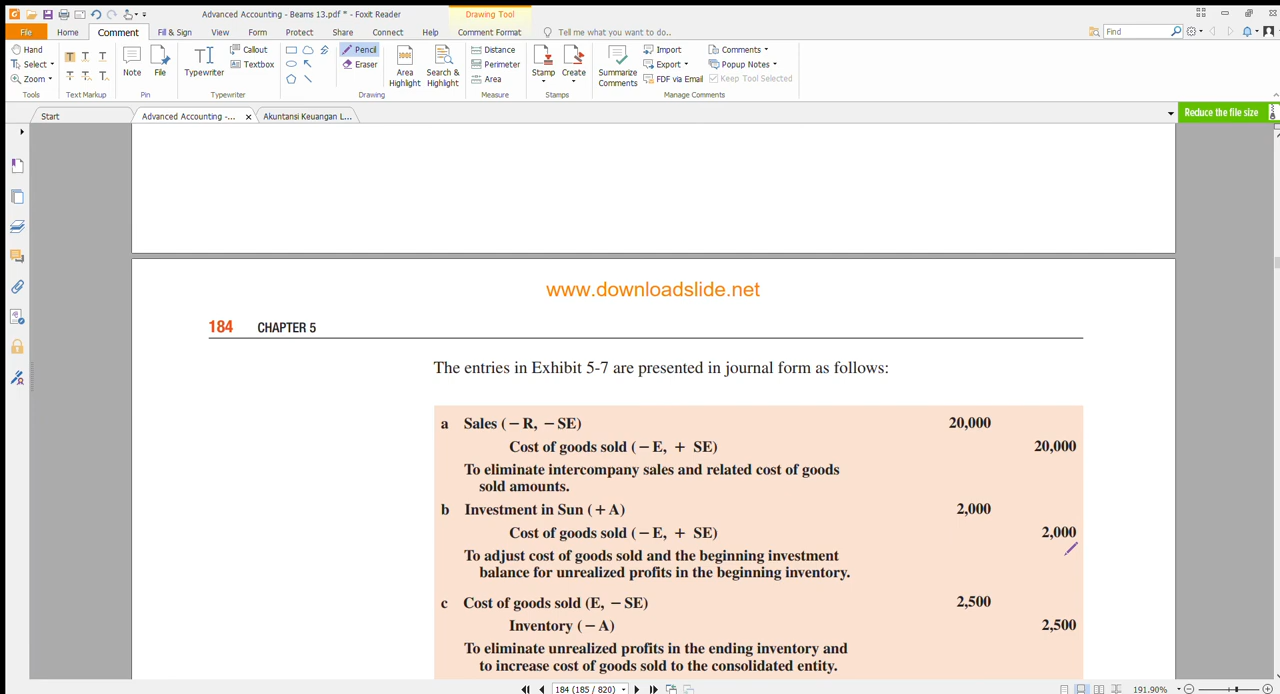 Advanced Accounting - Beams 13.pdf * - Foxit Reader
Drawing Tool
File Home Comment Fill & Sign View Form Protect Share Connect Help Comment Format Tell me what you want to do.. Find
Hand
Select
Zoom
Tools
Text Markup
Note
File
Pin
Typewriter
Callout
Textbox
Typewriter
Pencil
Eraser
Area Highlight
Search & Highlight
Drawing
Distance
Perimeter
Area
Measure
Stamp
Create
Stamps
Summarize Comments
Import
Export
FDF via Email
Comments
Popup Notes
Keep Tool Selected
Manage Comments
Start
Advanced Accounting -...
Akuntansi Keuangan L...
Reduce the file size
www.downloadslide.net
184 CHAPTER 5
The entries in Exhibit 5-7 are presented in journal form as follows:
a Sales (− R, − SE) 20,000
Cost of goods sold (− E, + SE) 20,000
To eliminate intercompany sales and related cost of goods
sold amounts.
b Investment in Sun (+ A) 2,000
Cost of goods sold (− E, + SE) 2,000
To adjust cost of goods sold and the beginning investment
balance for unrealized profits in the beginning inventory.
c Cost of goods sold (E, − SE) 2,500
Inventory (− A) 2,500
To eliminate unrealized profits in the ending inventory and
to increase cost of goods sold to the consolidated entity.
184 (185 / 820)
191.90%